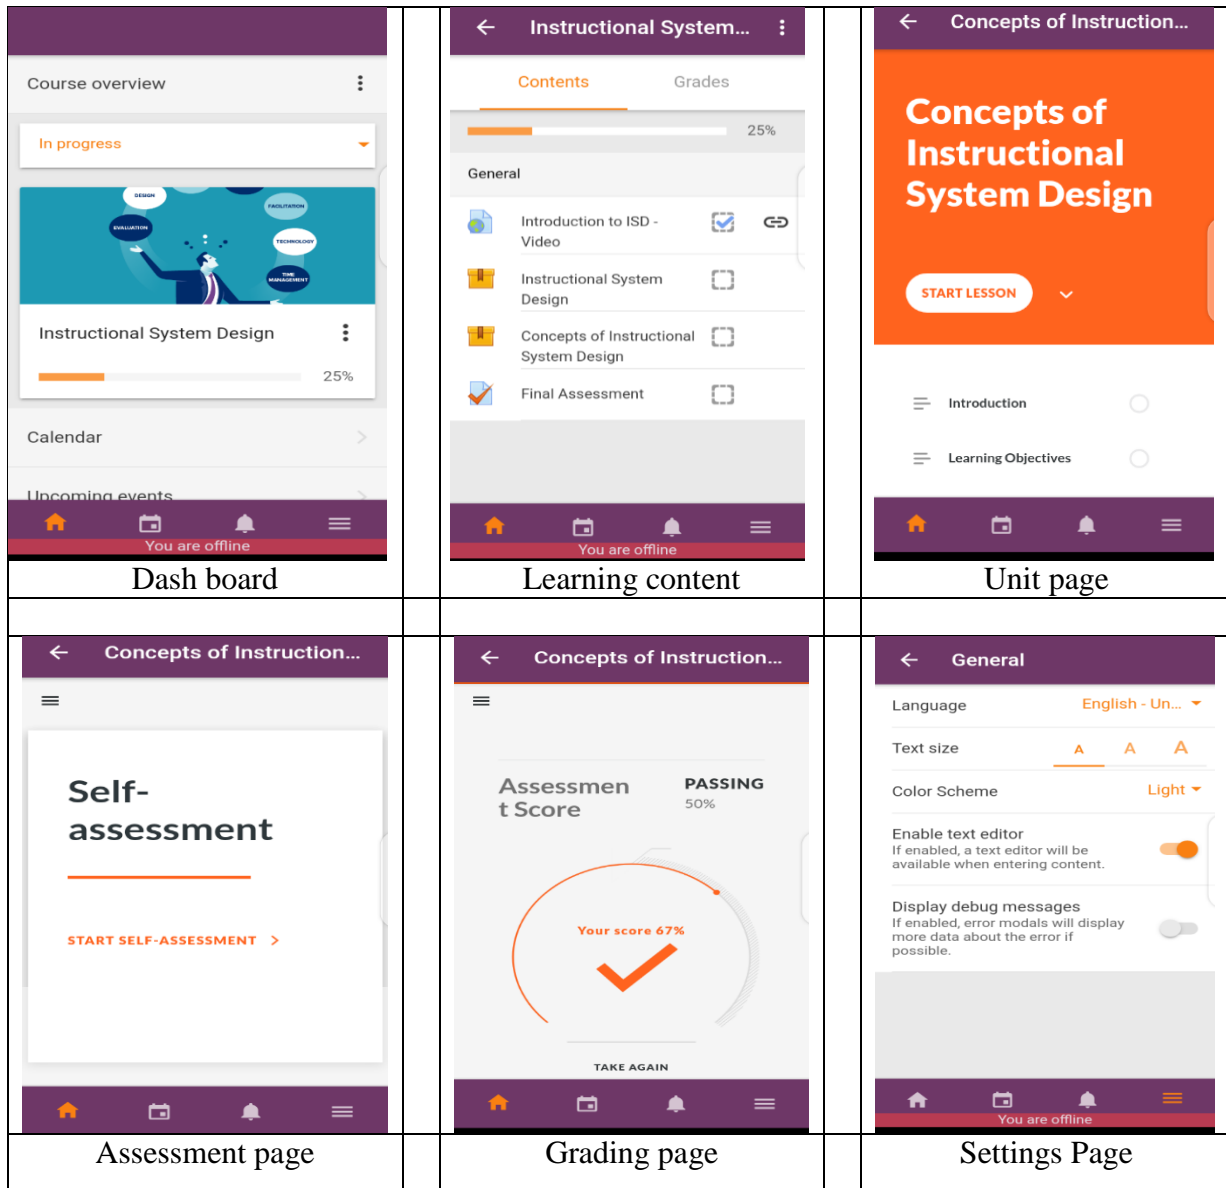 Course overview
In progress
DESIGN
FACILITATION
EVALUATION
TECHNOLOGY
TIME
MANAGEMENT
Instructional System Design
25%
Calendar
Upcoming events
You are offline
Dash board
Instructional System...
Contents
Grades
25%
General
Introduction to ISD -
Video
Instructional System
Design
Concepts of Instructional
System Design
Final Assessment
You are offline
Learning content
Concepts of Instruction...
Concepts of
Instructional
System Design
START LESSON
Introduction
Learning Objectives
Unit page
Concepts of Instruction...
Self-
assessment
START SELF-ASSESSMENT >
Assessment page
Concepts of Instruction...
Assessmen
t Score
PASSING
50%
Your score 67%
TAKE AGAIN
Grading page
General
Language English - Un...
Text size A A A
Color Scheme Light
Enable text editor
If enabled, a text editor will be
available when entering content.
Display debug messages
If enabled, error modals will display
more data about the error if
possible.
You are offline
Settings Page